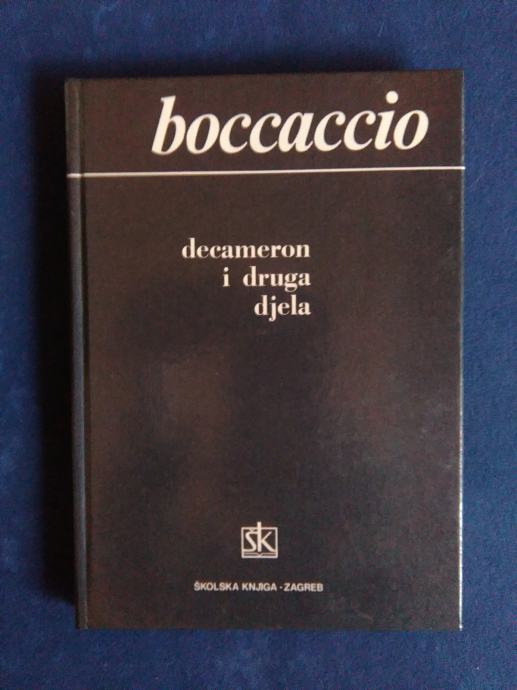 boccaccio
decameron
i druga
djela
šk
ŠKOLSKA KNJIGA - ZAGREB